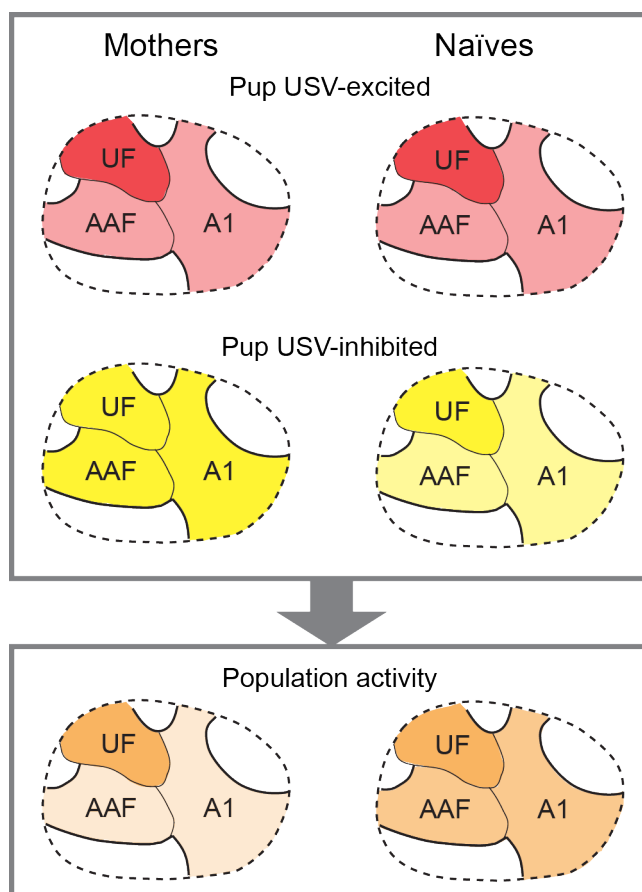 Mothers Naïves
Pup USV-excited
UF UF
AAF A1 AAF A1
Pup USV-inhibited
UF UF
AAF A1 AAF A1
Population activity
UF UF
AAF A1 AAF A1